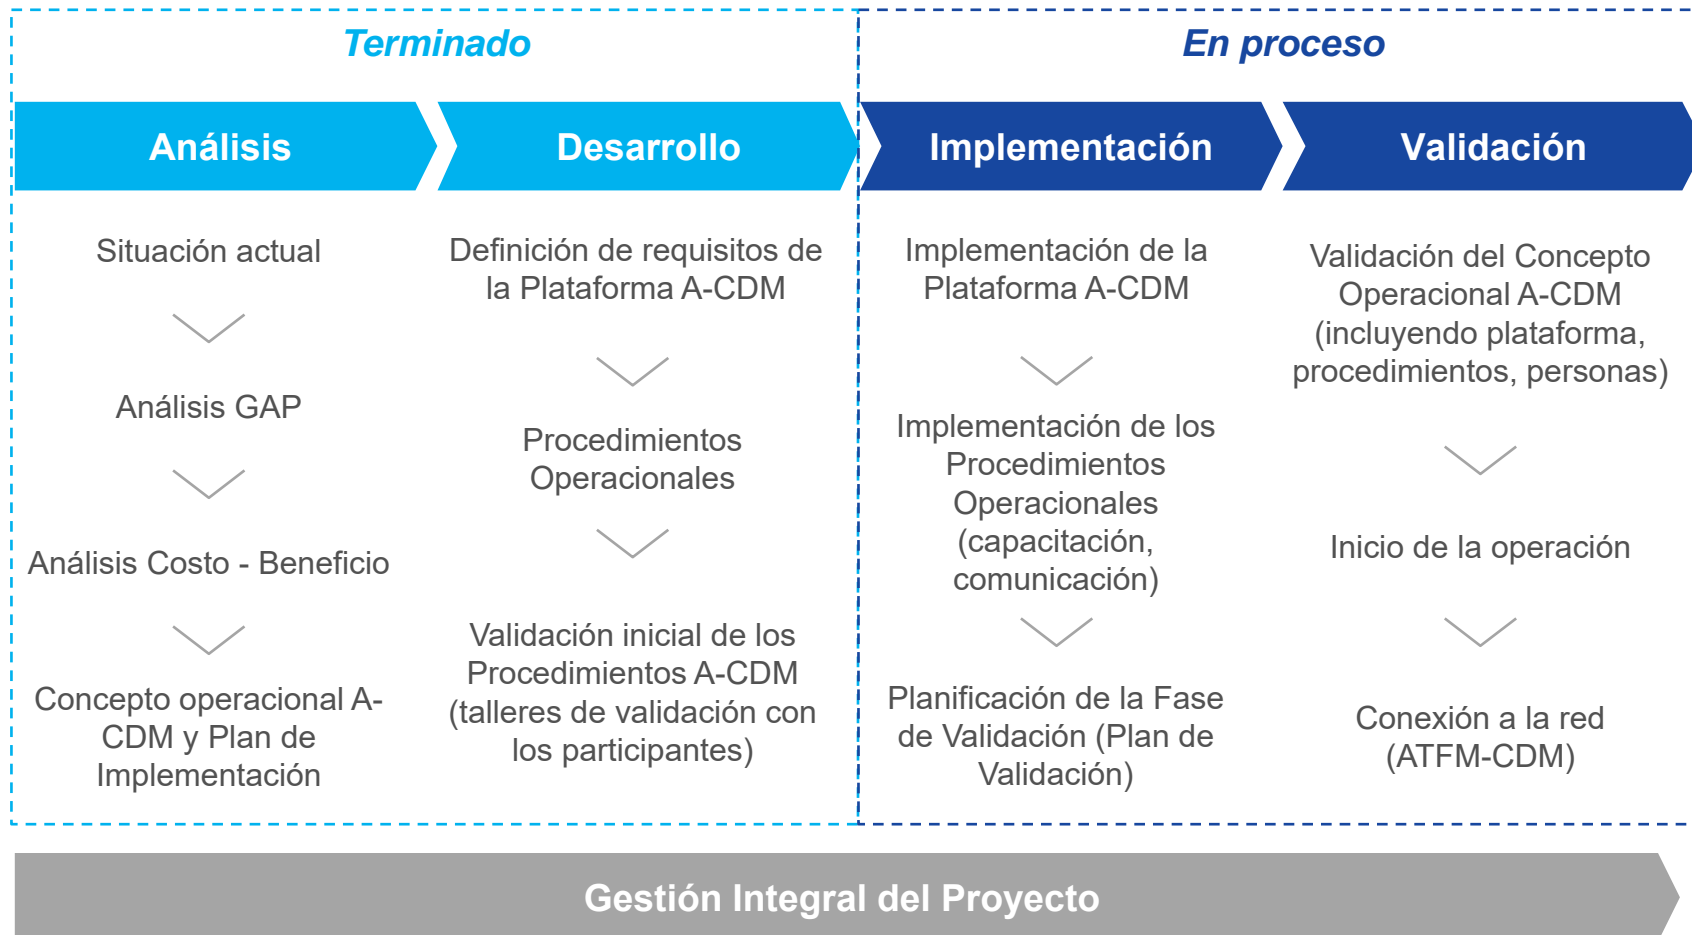 Terminado
En proceso
Análisis
Desarrollo
Implementación
Validación
Situación actual
Análisis GAP
Análisis Costo - Beneficio
Concepto operacional A-
CDM y Plan de
Implementación
Definición de requisitos de
la Plataforma A-CDM
Procedimientos
Operacionales
Validación inicial de los
Procedimientos A-CDM
(talleres de validación con
los participantes)
Implementación de la
Plataforma A-CDM
Implementación de los
Procedimientos
Operacionales
(capacitación,
comunicación)
Planificación de la Fase
de Validación (Plan de
Validación)
Validación del Concepto
Operacional A-CDM
(incluyendo plataforma,
procedimientos, personas)
Inicio de la operación
Conexión a la red
(ATFM-CDM)
Gestión Integral del Proyecto